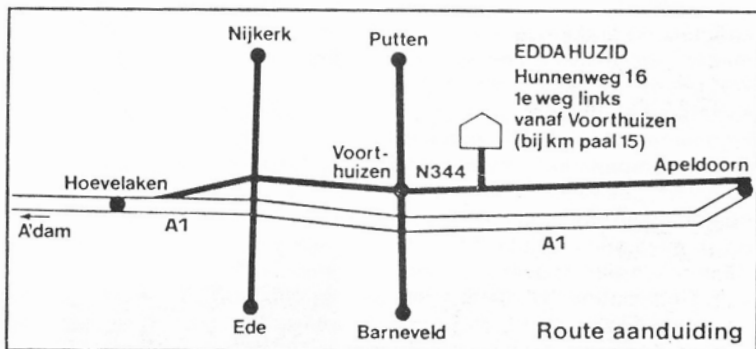 Nijkerk
Putten
EDDA HUZID
Hunnenweg 16
1e weg links
vanaf Voorthuizen
(bij km paal 15)
Voort-
huizen
N344
Apeldoorn
Hoevelaken
A'dam
A1
A1
Ede
Barneveld
Route aanduiding